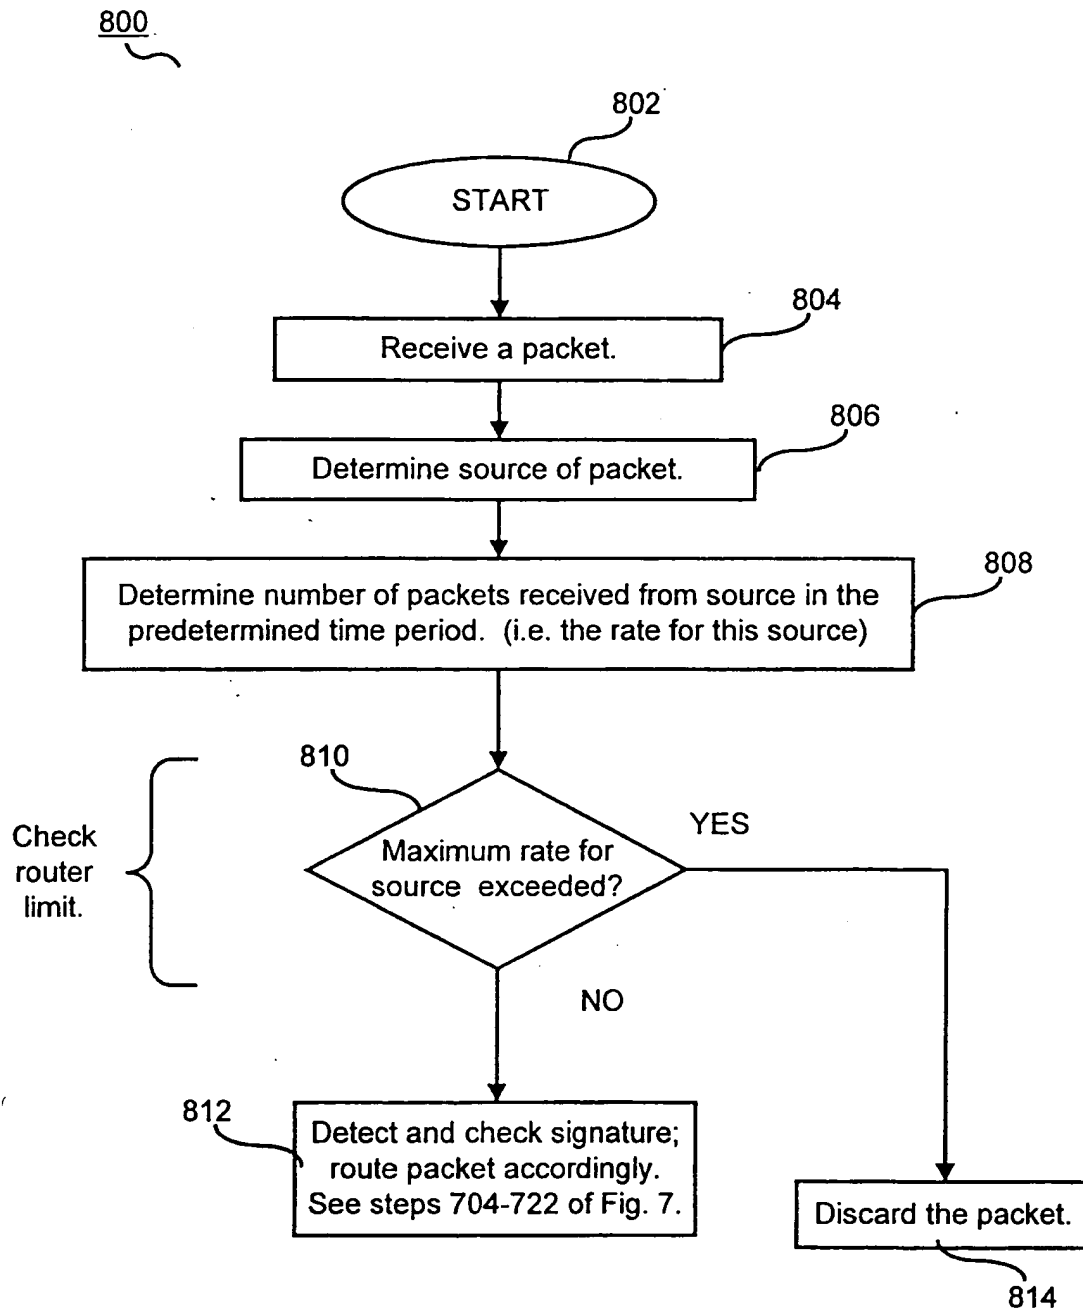 800
802
START
804
Receive a packet.
806
Determine source of packet.
808
Determine number of packets received from source in the
predetermined time period. (i.e. the rate for this source)
810
Check
router
limit.
Maximum rate for
source exceeded?
YES
NO
812
Detect and check signature;
route packet accordingly.
See steps 704-722 of Fig. 7.
Discard the packet.
814